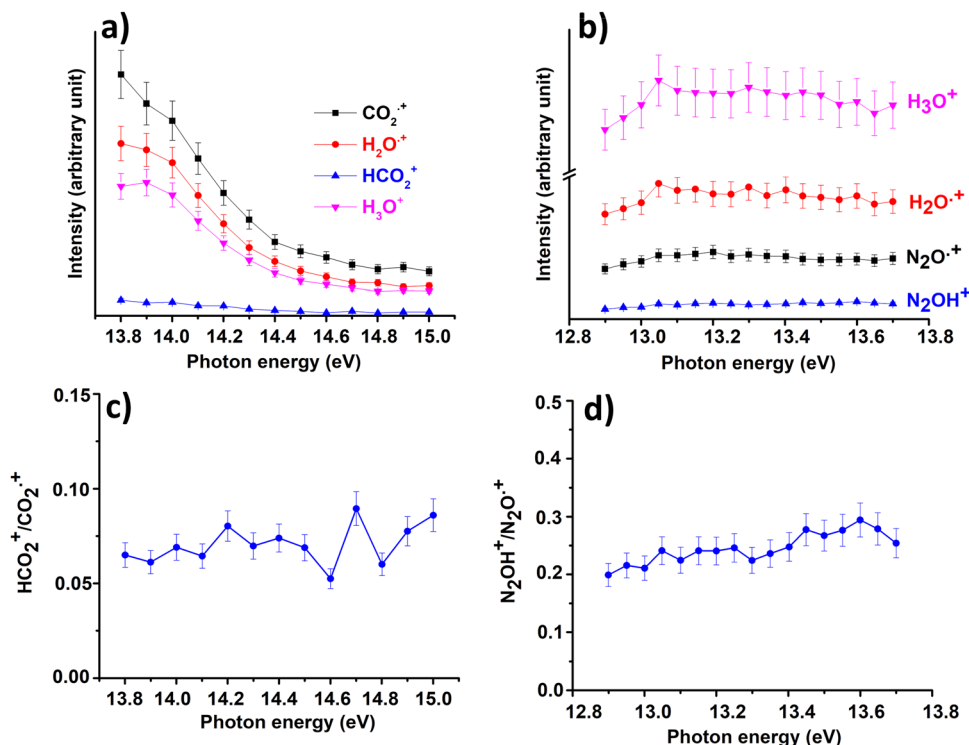 a)
Intensity (arbitrary unit)
CO₂·⁺
H₂O·⁺
HCO₂⁺
H₃O⁺
13.8 14.0 14.2 14.4 14.6 14.8 15.0
Photon energy (eV)
b)
Intensity (arbitrary unit)
H₃O⁺
H₂O·⁺
N₂O·⁺
N₂OH⁺
12.8 13.0 13.2 13.4 13.6 13.8
Photon energy (eV)
c)
HCO₂⁺/CO₂·⁺
0.15
0.10
0.05
0.00
13.8 14.0 14.2 14.4 14.6 14.8 15.0
Photon energy (eV)
d)
N₂OH⁺/N₂O·⁺
0.5
0.4
0.3
0.2
0.1
0.0
12.8 13.0 13.2 13.4 13.6 13.8
Photon energy (eV)